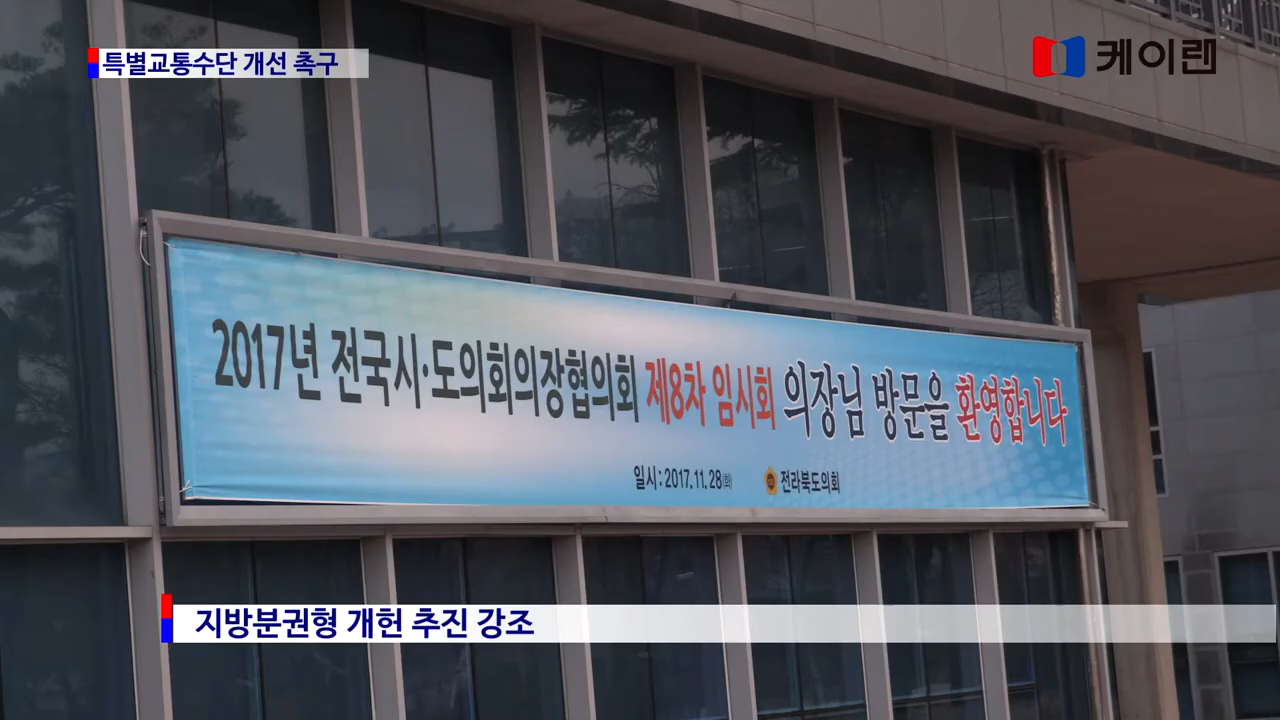 특별교통수단 개선 촉구
케이랜
2017년 전국시·도의회의장협의회 제8차 임시회 의장님 방문을 환영합니다
일시 : 2017. 11. 28(화) 전라북도의회
지방분권형 개헌 추진 강조